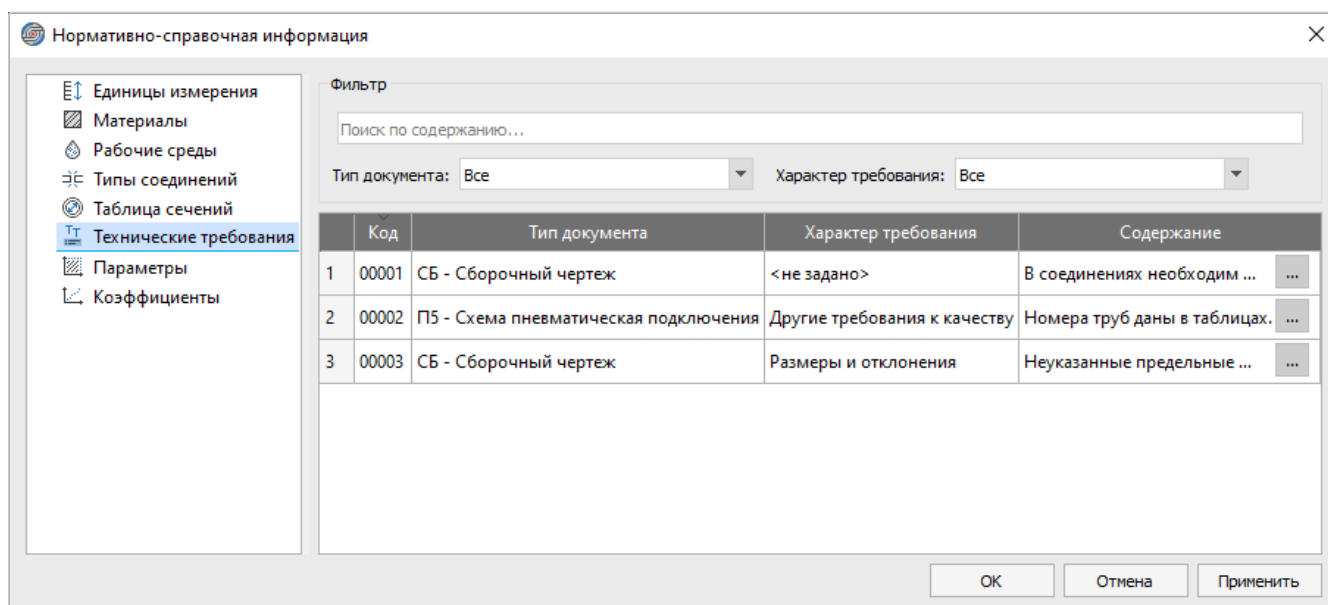 Нормативно-справочная информация
Единицы измерения
Материалы
Рабочие среды
Типы соединений
Таблица сечений
Технические требования
Параметры
Коэффициенты
Фильтр
Поиск по содержанию...
Тип документа: Все Характер требования: Все
Код Тип документа Характер требования Содержание
1 00001 СБ - Сборочный чертеж <не задано> В соединениях необходим ... ...
2 00002 П5 - Схема пневматическая подключения Другие требования к качеству Номера труб даны в таблицах. ...
3 00003 СБ - Сборочный чертеж Размеры и отклонения Неуказанные предельные ... ...
ОК Отмена Применить